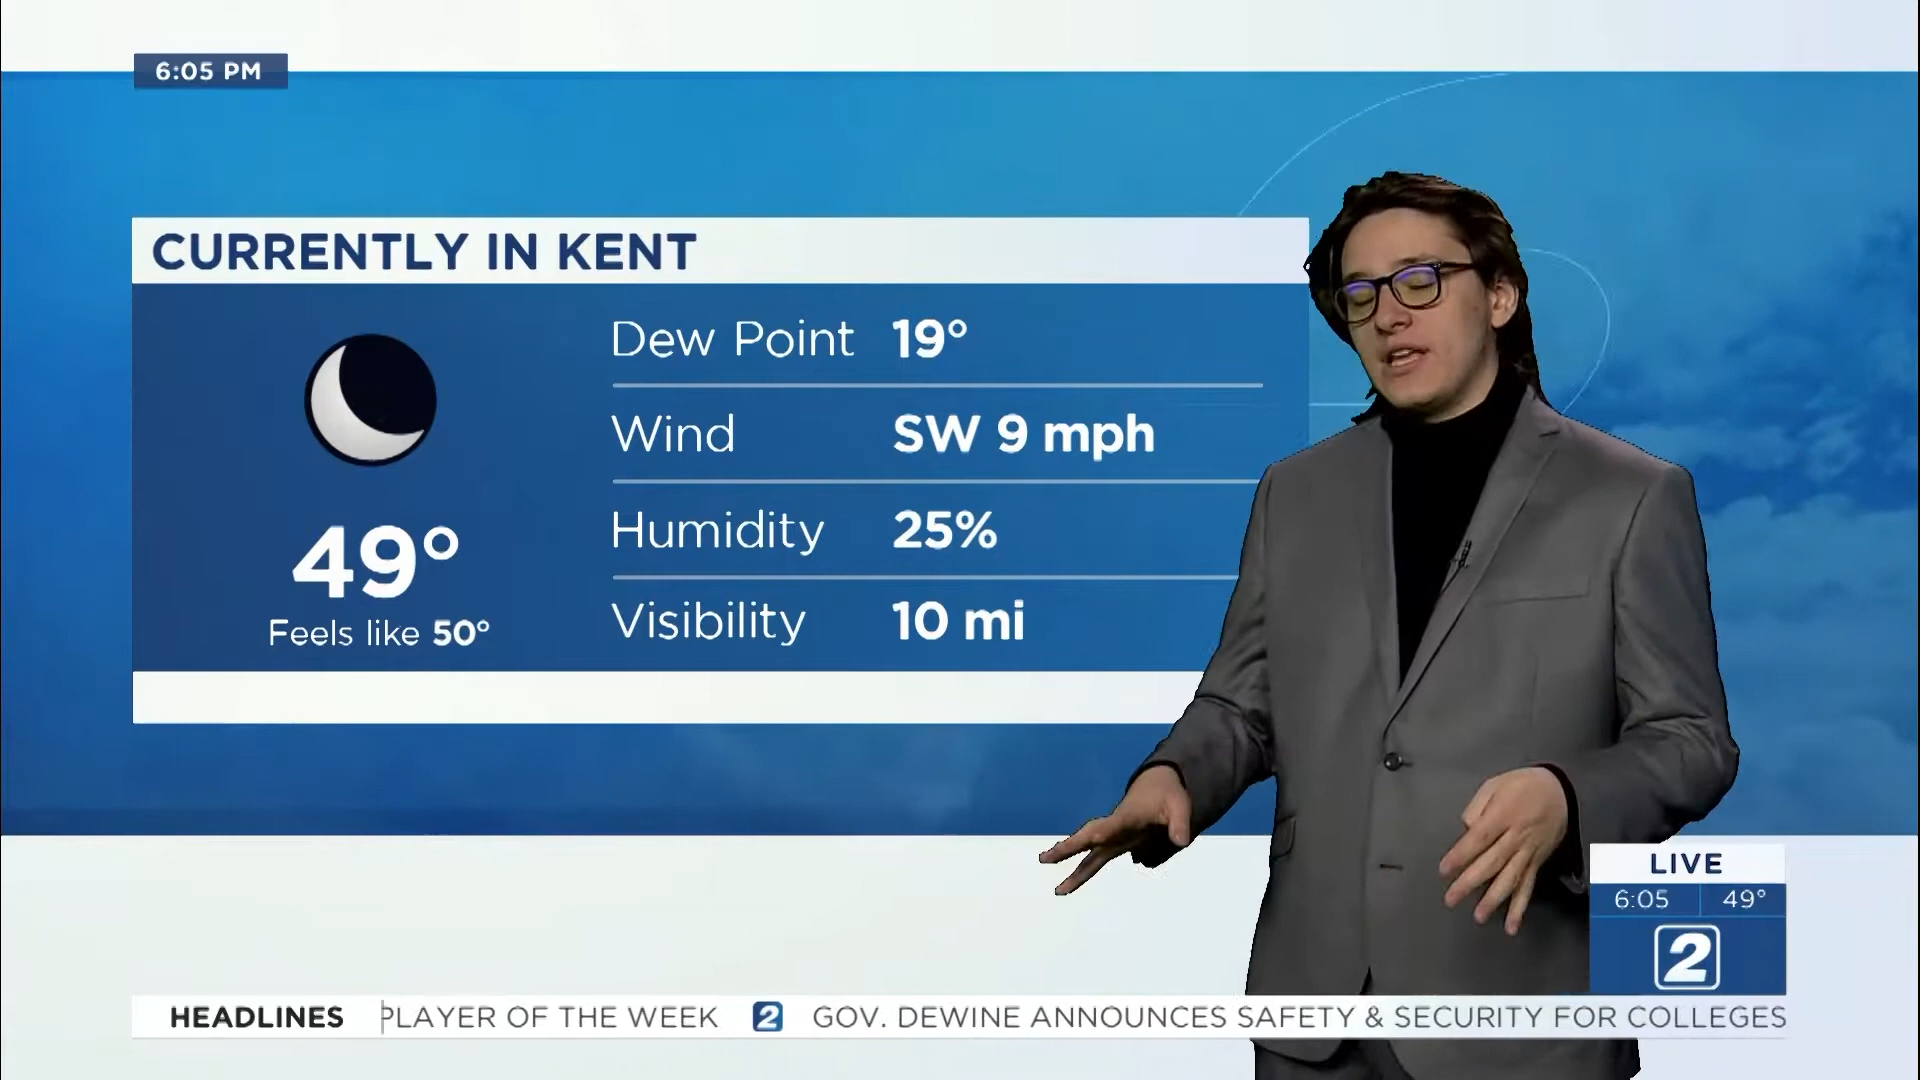 6:05 PM
CURRENTLY IN KENT
49°
Feels like 50°
Dew Point 19°
Wind SW 9 mph
Humidity 25%
Visibility 10 mi
LIVE
6:05 49°
2
HEADLINES PLAYER OF THE WEEK 2 GOV. DEWINE ANNOUNCES SAFETY & SECURITY FOR COLLEGES